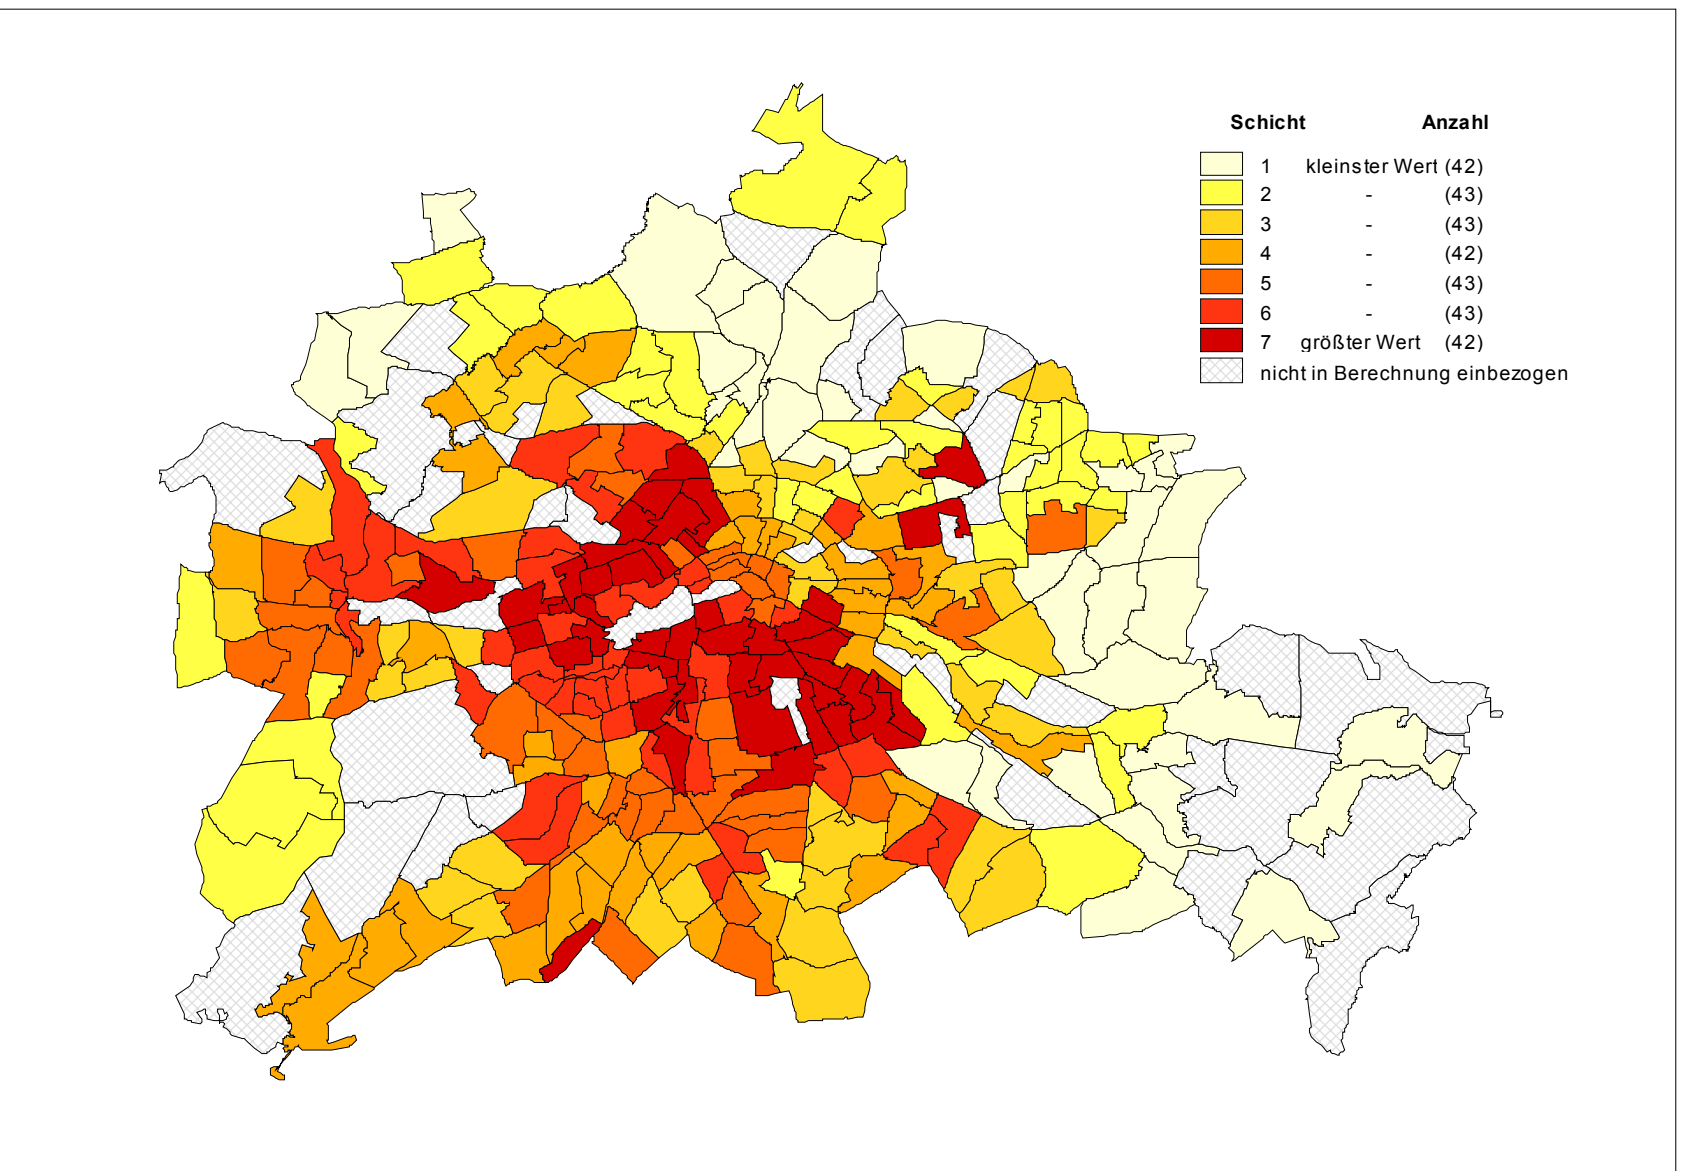 Schicht Anzahl
1 kleinster Wert (42)
2 - (43)
3 - (43)
4 - (42)
5 - (43)
6 - (43)
7 größter Wert (42)
nicht in Berechnung einbezogen